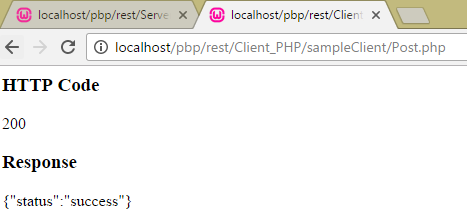 localhost/pbp/rest/Serve
localhost/pbp/rest/Client
localhost/pbp/rest/Client_PHP/sampleClient/Post.php
HTTP Code
200
Response
{"status":"success"}